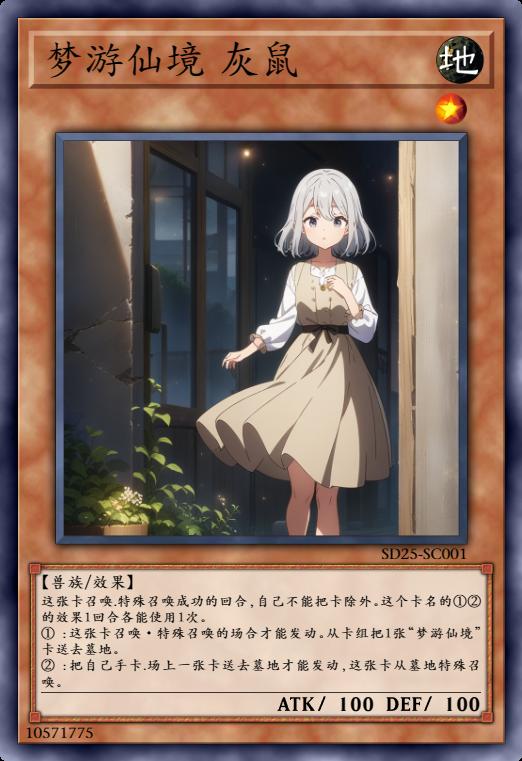 梦游仙境 灰鼠
地
SD25-SC001
【兽族/效果】
这张卡召唤.特殊召唤成功的回合,自己不能把卡除外。这个卡名的①②
的效果1回合各能使用1次。
① :这张卡召唤・特殊召唤的场合才能发动。从卡组把1张“梦游仙境”
卡送去墓地。
② :把自己手卡.场上一张卡送去墓地才能发动,这张卡从墓地特殊召
唤。
ATK/ 100 DEF/ 100
10571775